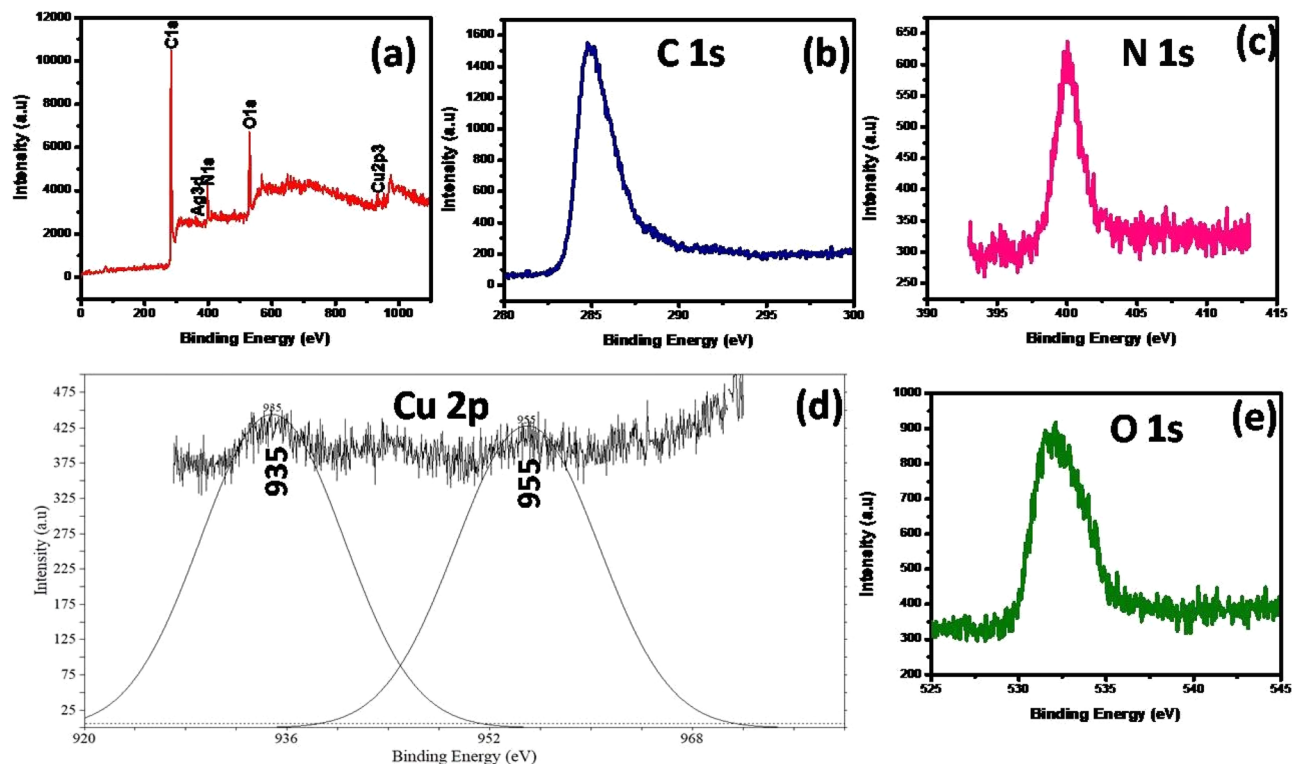 (a)
C1s
Ag3d
N1s
O1s
Cu2p3
12000
10000
8000
6000
4000
2000
0
0 200 400 600 800 1000
Intensity (a.u)
Binding Energy (eV)
C 1s
(b)
1600
1400
1200
1000
800
600
400
200
0
280 285 290 295 300
Intensity (a.u)
Binding Energy (eV)
N 1s
(c)
650
600
550
500
450
400
350
300
250
390 395 400 405 410 415
Intensity (a.u)
Binding Energy (eV)
Cu 2p
(d)
935
955
935
955
475
425
375
325
275
225
175
125
75
25
920 936 952 968
Intensity (a.u)
Binding Energy (eV)
O 1s
(e)
1000
900
800
700
600
500
400
300
200
525 530 535 540 545
Intensity (a.u)
Binding Energy (eV)